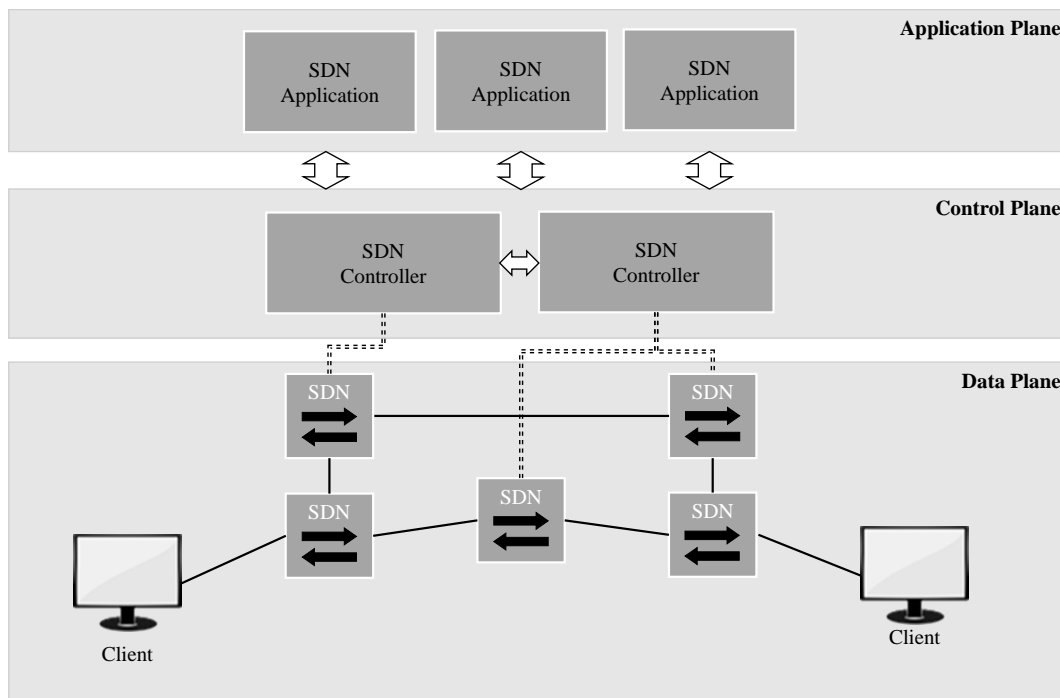 Application Plane
SDN
Application
SDN
Application
SDN
Application
Control Plane
SDN
Controller
SDN
Controller
Data Plane
SDN
SDN
SDN
SDN
SDN
Client
Client